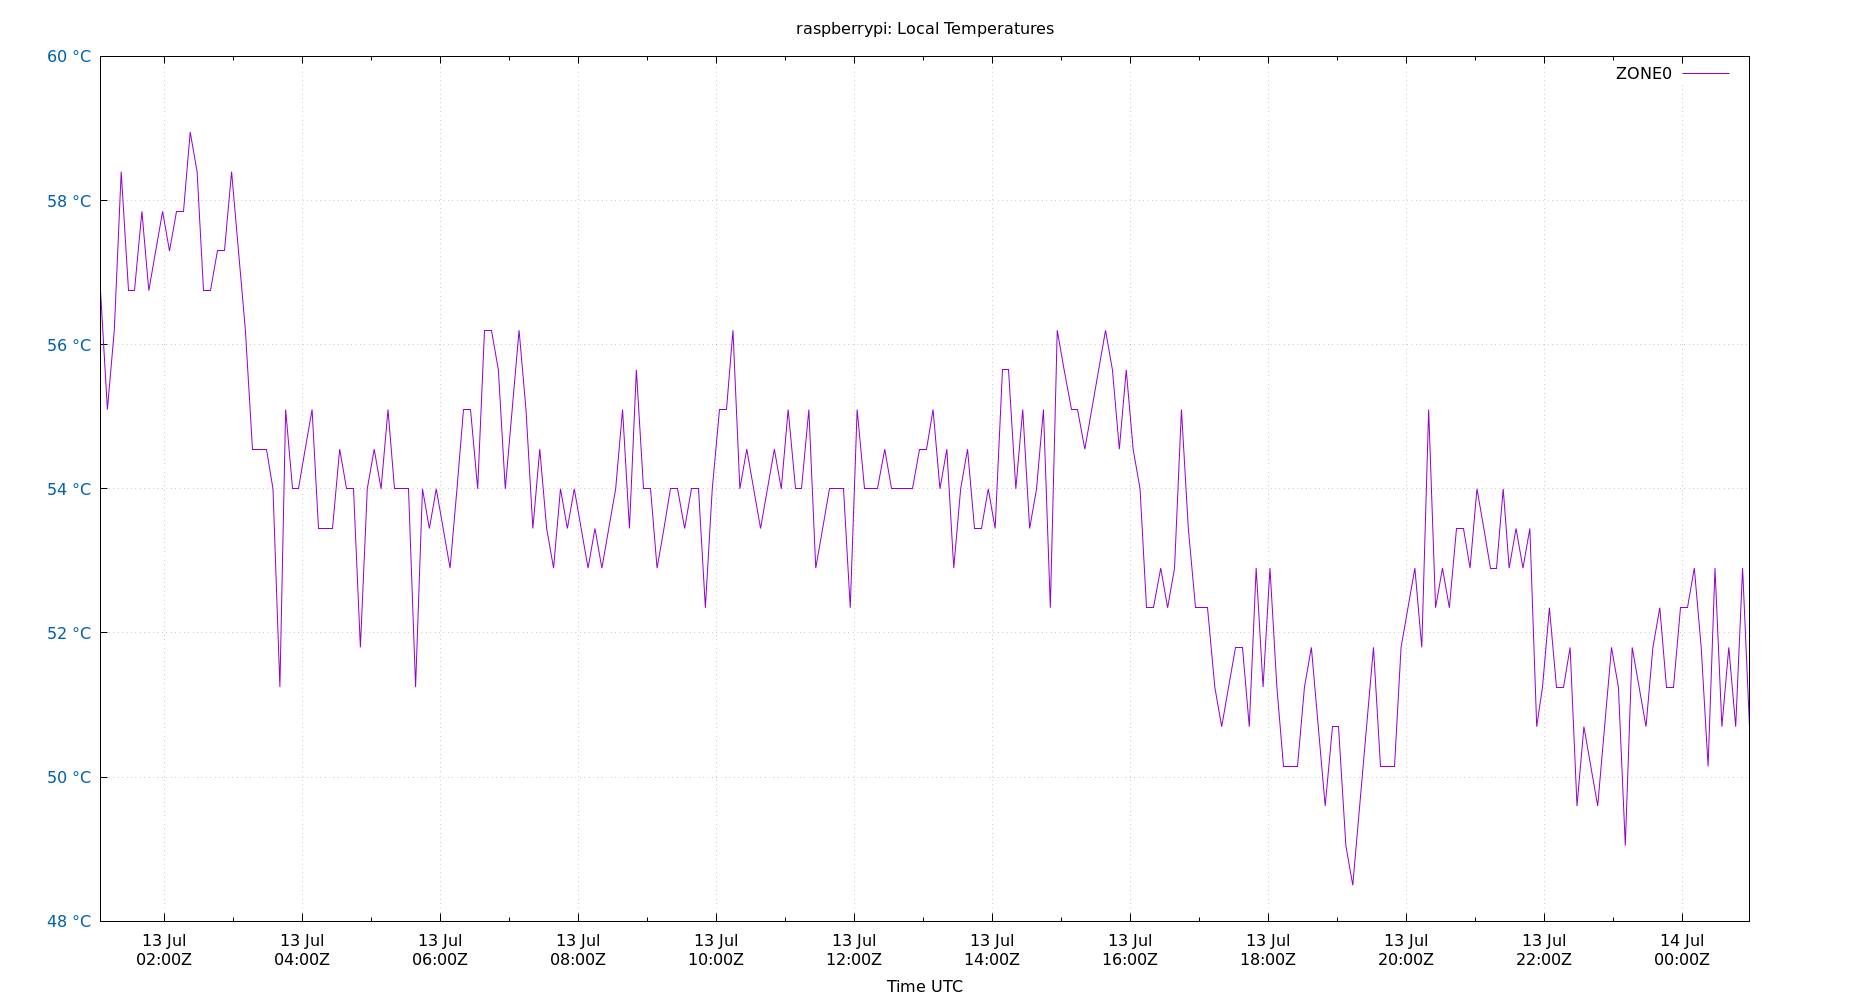 raspberrypi: Local Temperatures
60 °C
ZONE0
58 °C
56 °C
54 °C
52 °C
50 °C
48 °C
13 Jul 13 Jul 13 Jul 13 Jul 13 Jul 13 Jul 13 Jul 13 Jul 13 Jul 13 Jul 13 Jul 14 Jul
02:00Z 04:00Z 06:00Z 08:00Z 10:00Z 12:00Z 14:00Z 16:00Z 18:00Z 20:00Z 22:00Z 00:00Z
Time UTC